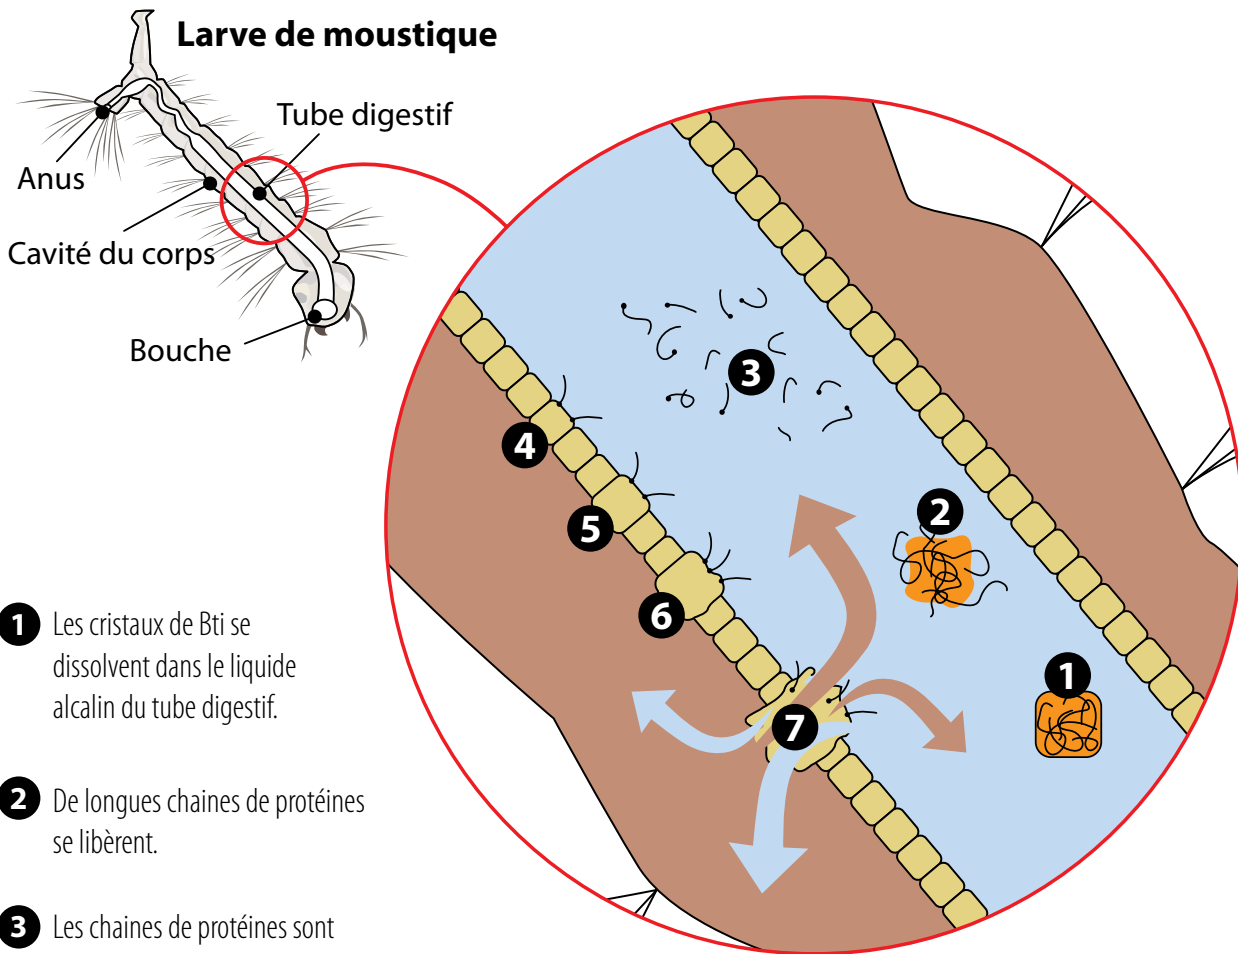 Larve de moustique
Tube digestif
Anus
Cavité du corps
Bouche
3
4
5
2
6
1
7
1 Les cristaux de Bti se
dissolvent dans le liquide
alcalin du tube digestif.
2 De longues chaines de protéines
se libèrent.
3 Les chaines de protéines sont